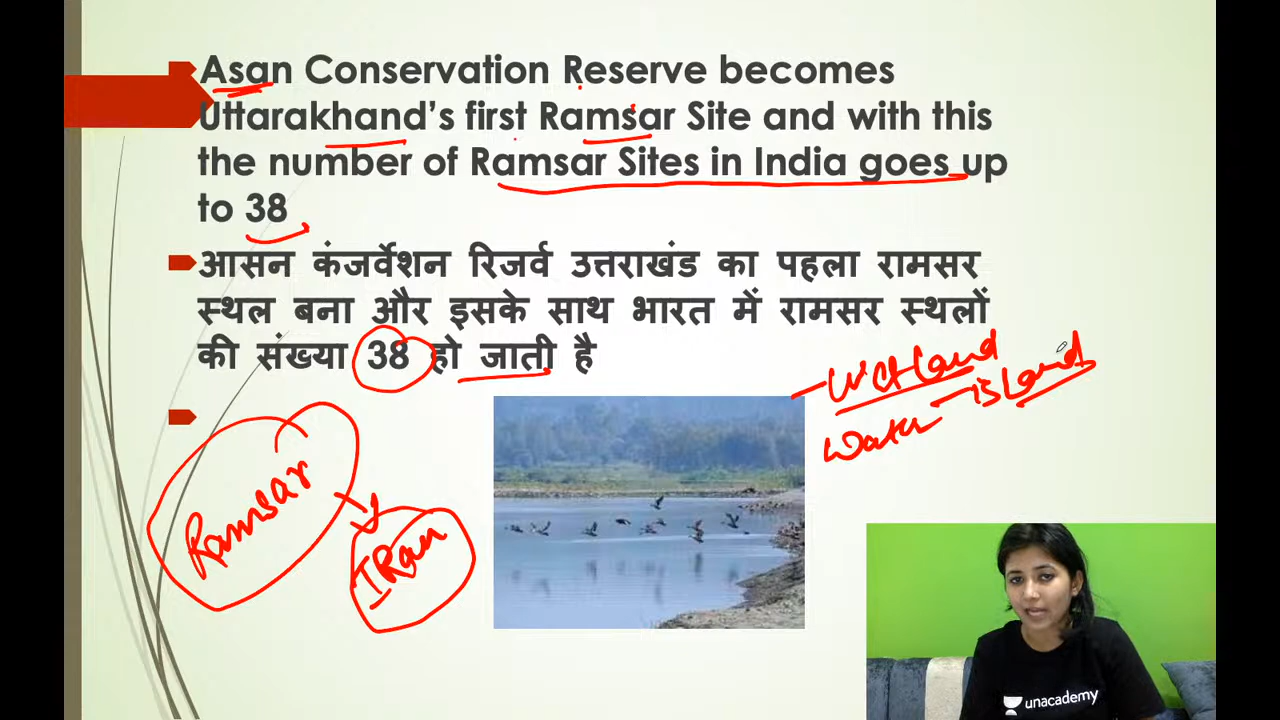 Asan Conservation Reserve becomes
Uttarakhand's first Ramsar Site and with this
the number of Ramsar Sites in India goes up
to 38
आसन कंजर्वेशन रिजर्व उत्तराखंड का पहला रामसर
स्थल बना और इसके साथ भारत में रामसर स्थलों
की संख्या 38 हो जाती है
Wetland
Water island
Ramsar
IRan
unacademy